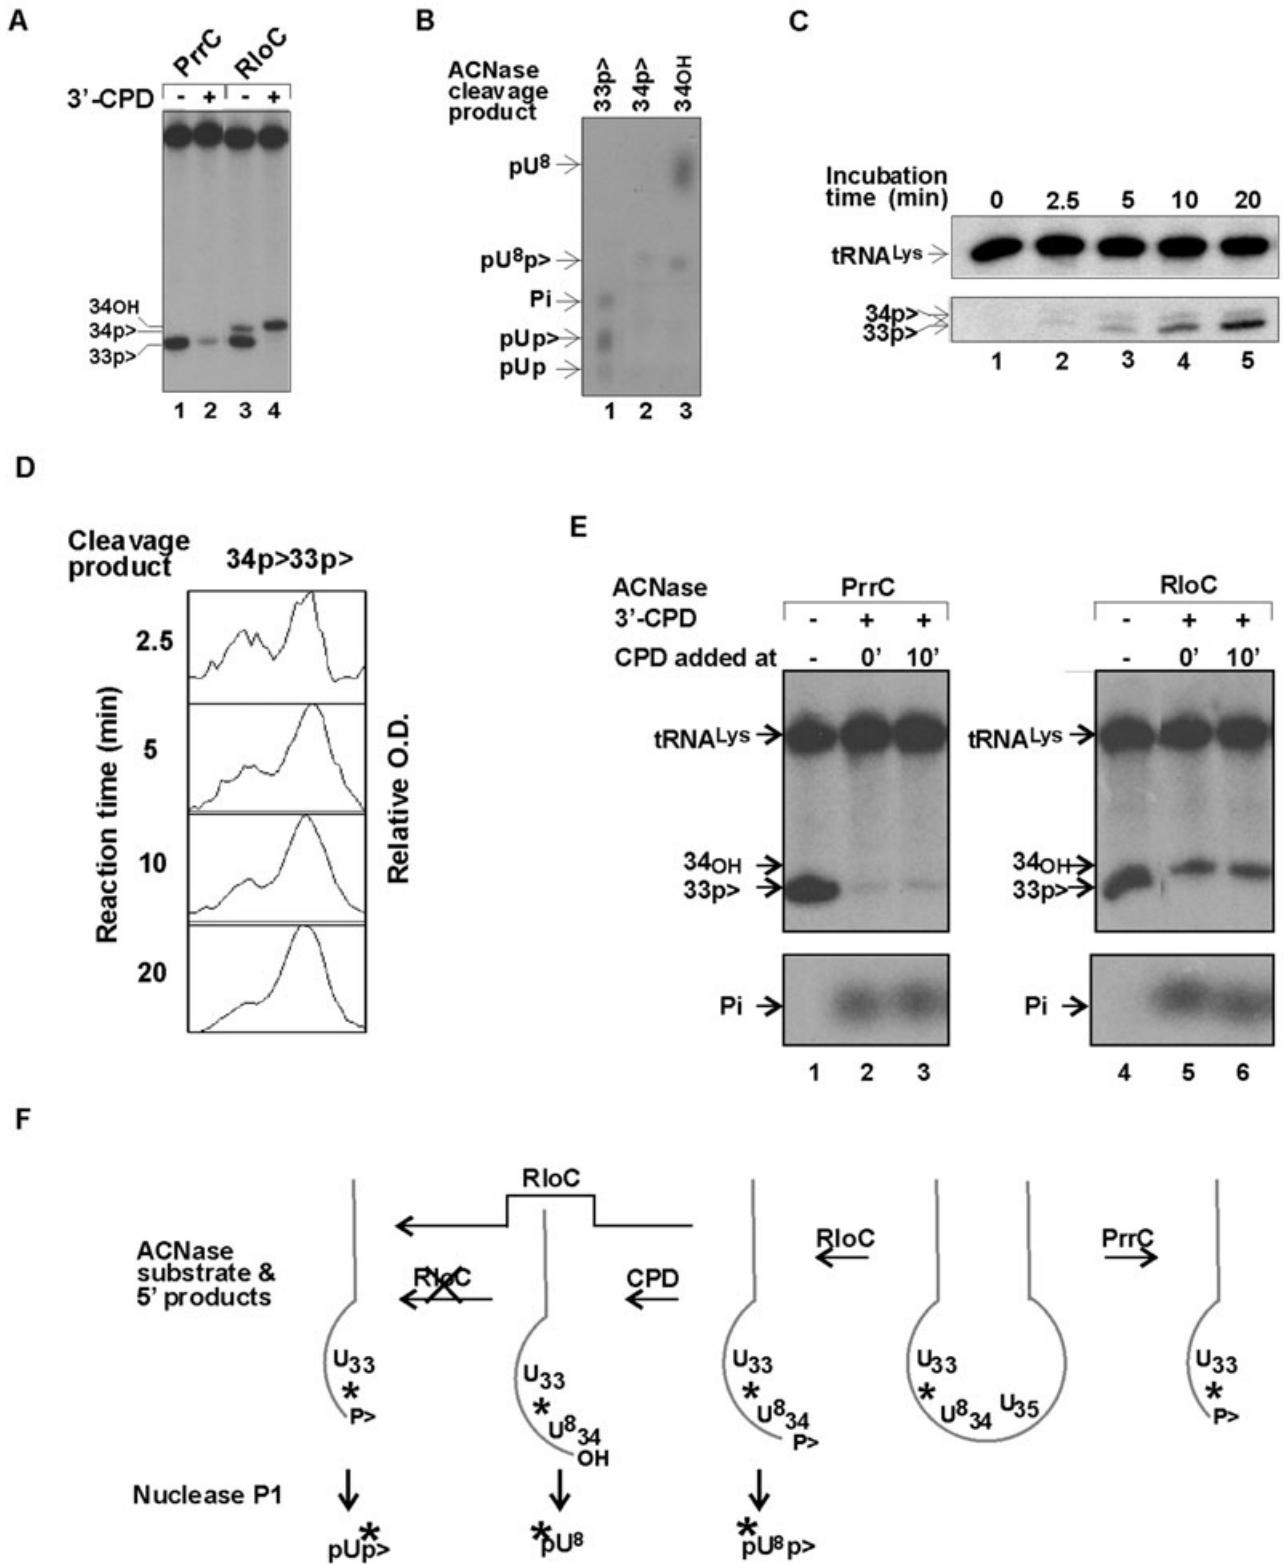 A
PrrC RloC
3'-CPD - + - +
34OH
34p>
33p>
1 2 3 4
B
ACNase
cleavage
product
33p> 34p> 34OH
pU8
pU8p>
Pi
pUp>
pUp
1 2 3
C
Incubation
time (min) 0 2.5 5 10 20
tRNALys
34p>
33p>
1 2 3 4 5
D
Cleavage
product 34p>33p>
Reaction time (min)
2.5
5
10
20
Relative O.D.
E
ACNase PrrC RloC
3'-CPD - + + - + +
CPD added at - 0' 10' - 0' 10'
tRNALys tRNALys
34OH 34OH
33p> 33p>
Pi Pi
1 2 3 4 5 6
F
RloC
ACNase
substrate &
5' products
RloC CPD RloC PrrC
U33 * P>
U33 * U834 OH
U33 * U834 P>
U33 * U834 U35
U33 * P>
Nuclease P1
pUp*>
*pU8
*pU8p>